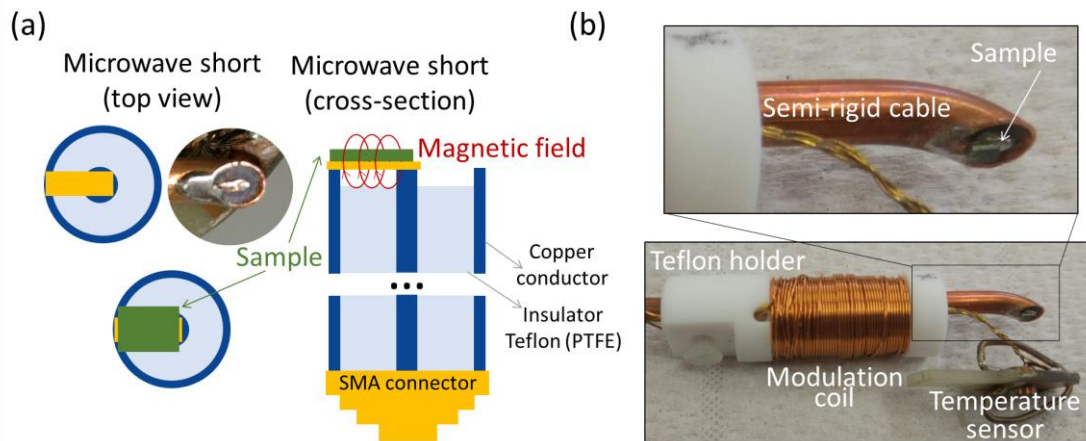 (a)
Microwave short
(top view)
Microwave short
(cross-section)
Magnetic field
Sample
Copper
conductor
Insulator
Teflon (PTFE)
SMA connector
(b)
Sample
Semi-rigid cable
Teflon holder
Modulation
coil
Temperature
sensor